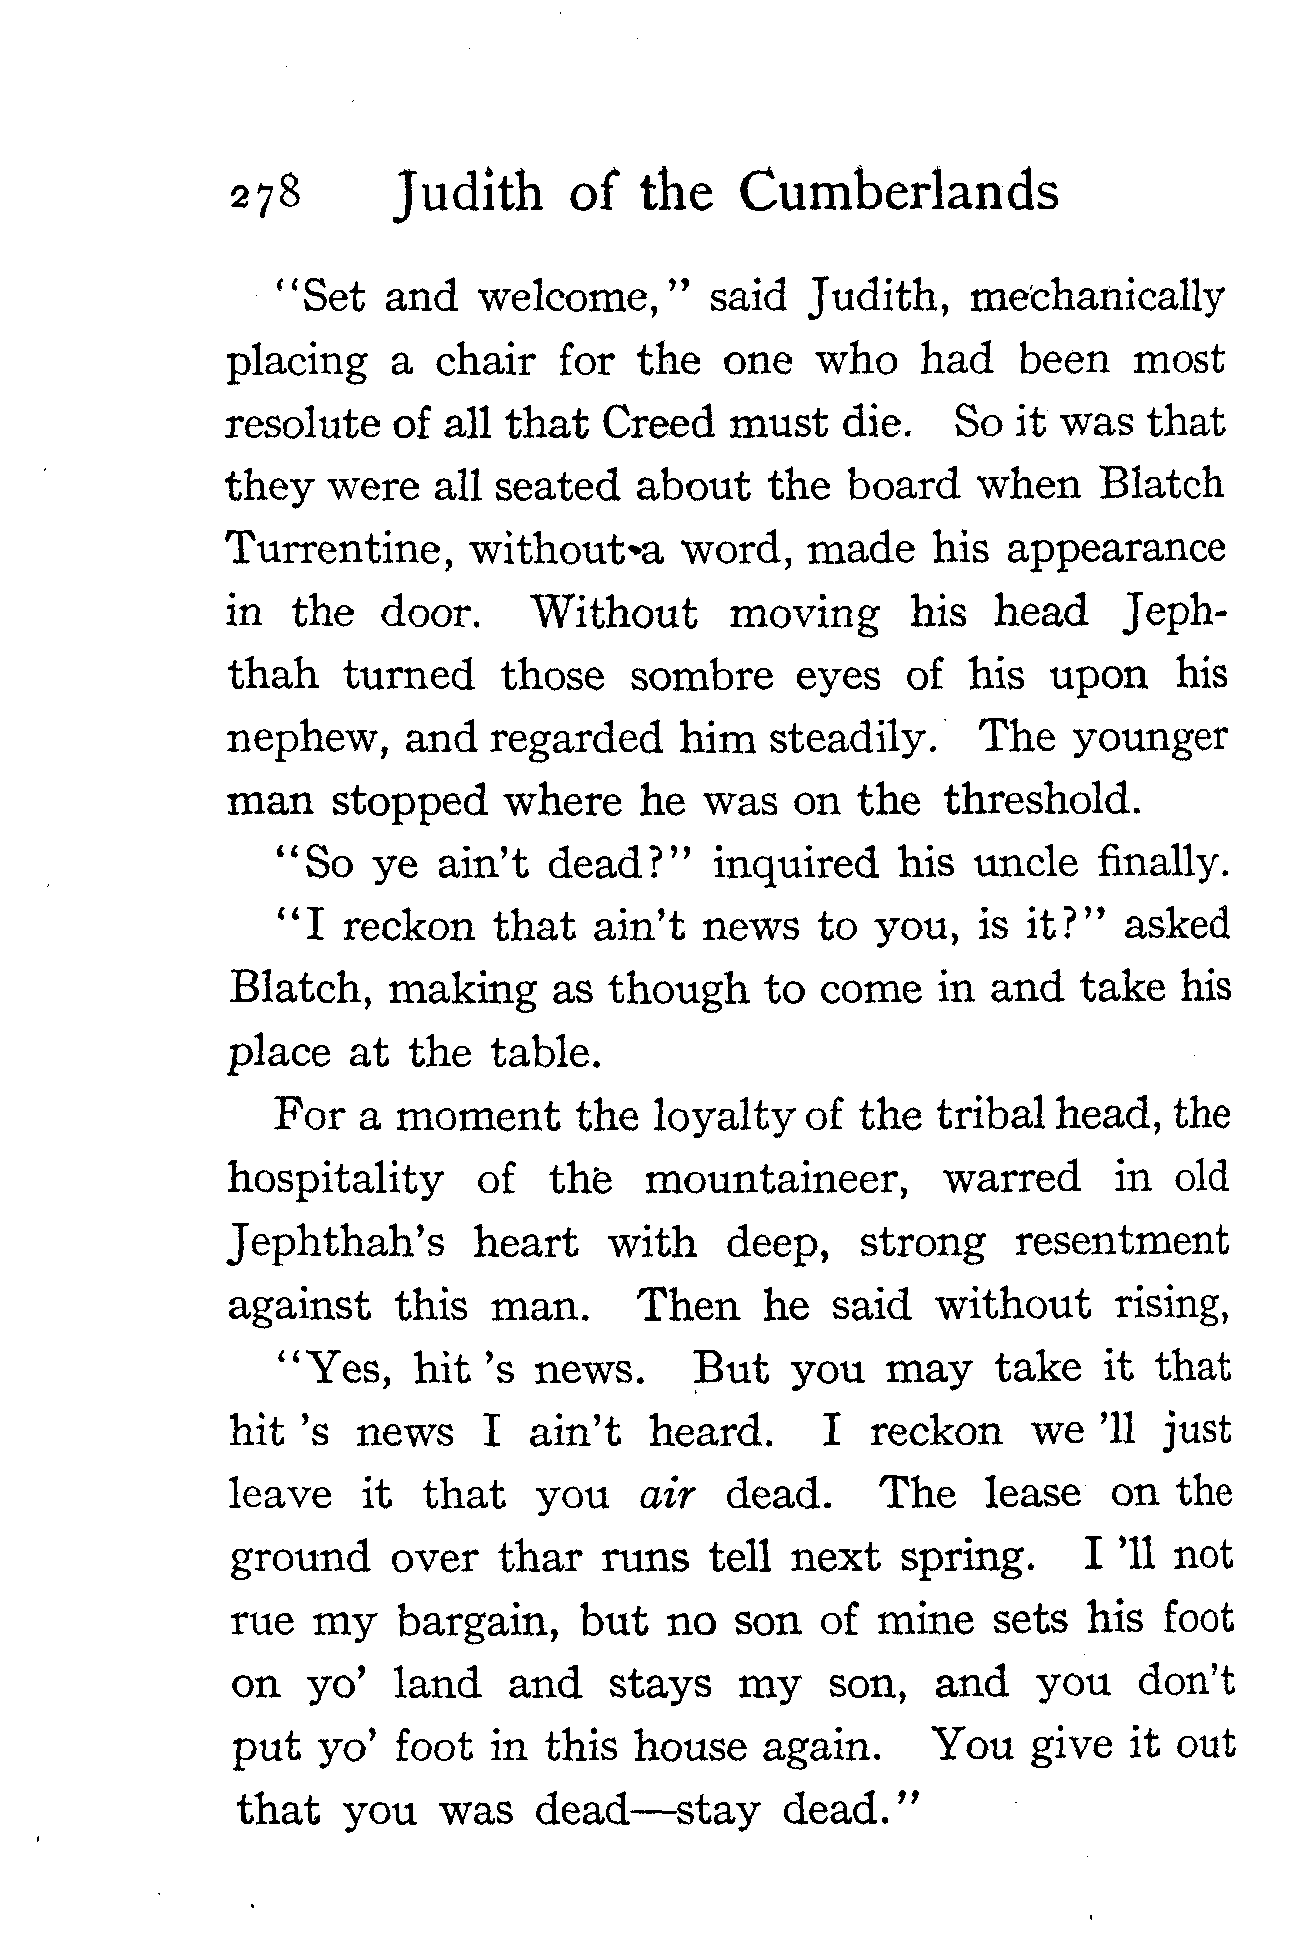 278 Judith of the Cumberlands
"Set and welcome," said Judith, mechanically
placing a chair for the one who had been most
resolute of all that Creed must die. So it was that
they were all seated about the board when Blatch
Turrentine, without a word, made his appearance
in the door. Without moving his head Jeph-
thah turned those sombre eyes of his upon his
nephew, and regarded him steadily. The younger
man stopped where he was on the threshold.
"So ye ain't dead?" inquired his uncle finally.
"I reckon that ain't news to you, is it?" asked
Blatch, making as though to come in and take his
place at the table.
For a moment the loyalty of the tribal head, the
hospitality of the mountaineer, warred in old
Jephthah's heart with deep, strong resentment
against this man. Then he said without rising,
"Yes, hit 's news. But you may take it that
hit 's news I ain't heard. I reckon we 'll just
leave it that you air dead. The lease on the
ground over thar runs tell next spring. I 'll not
rue my bargain, but no son of mine sets his foot
on yo' land and stays my son, and you don't
put yo' foot in this house again. You give it out
that you was dead—stay dead."